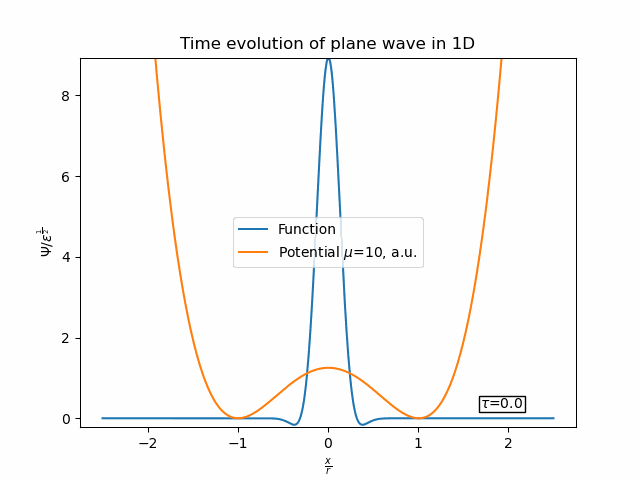 Time evolution of plane wave in 1D
Ψ/ε^{1/2}
8
6
4
2
0
Function
Potential μ=10, a.u.
τ=0.0
−2 −1 0 1 2
x/r